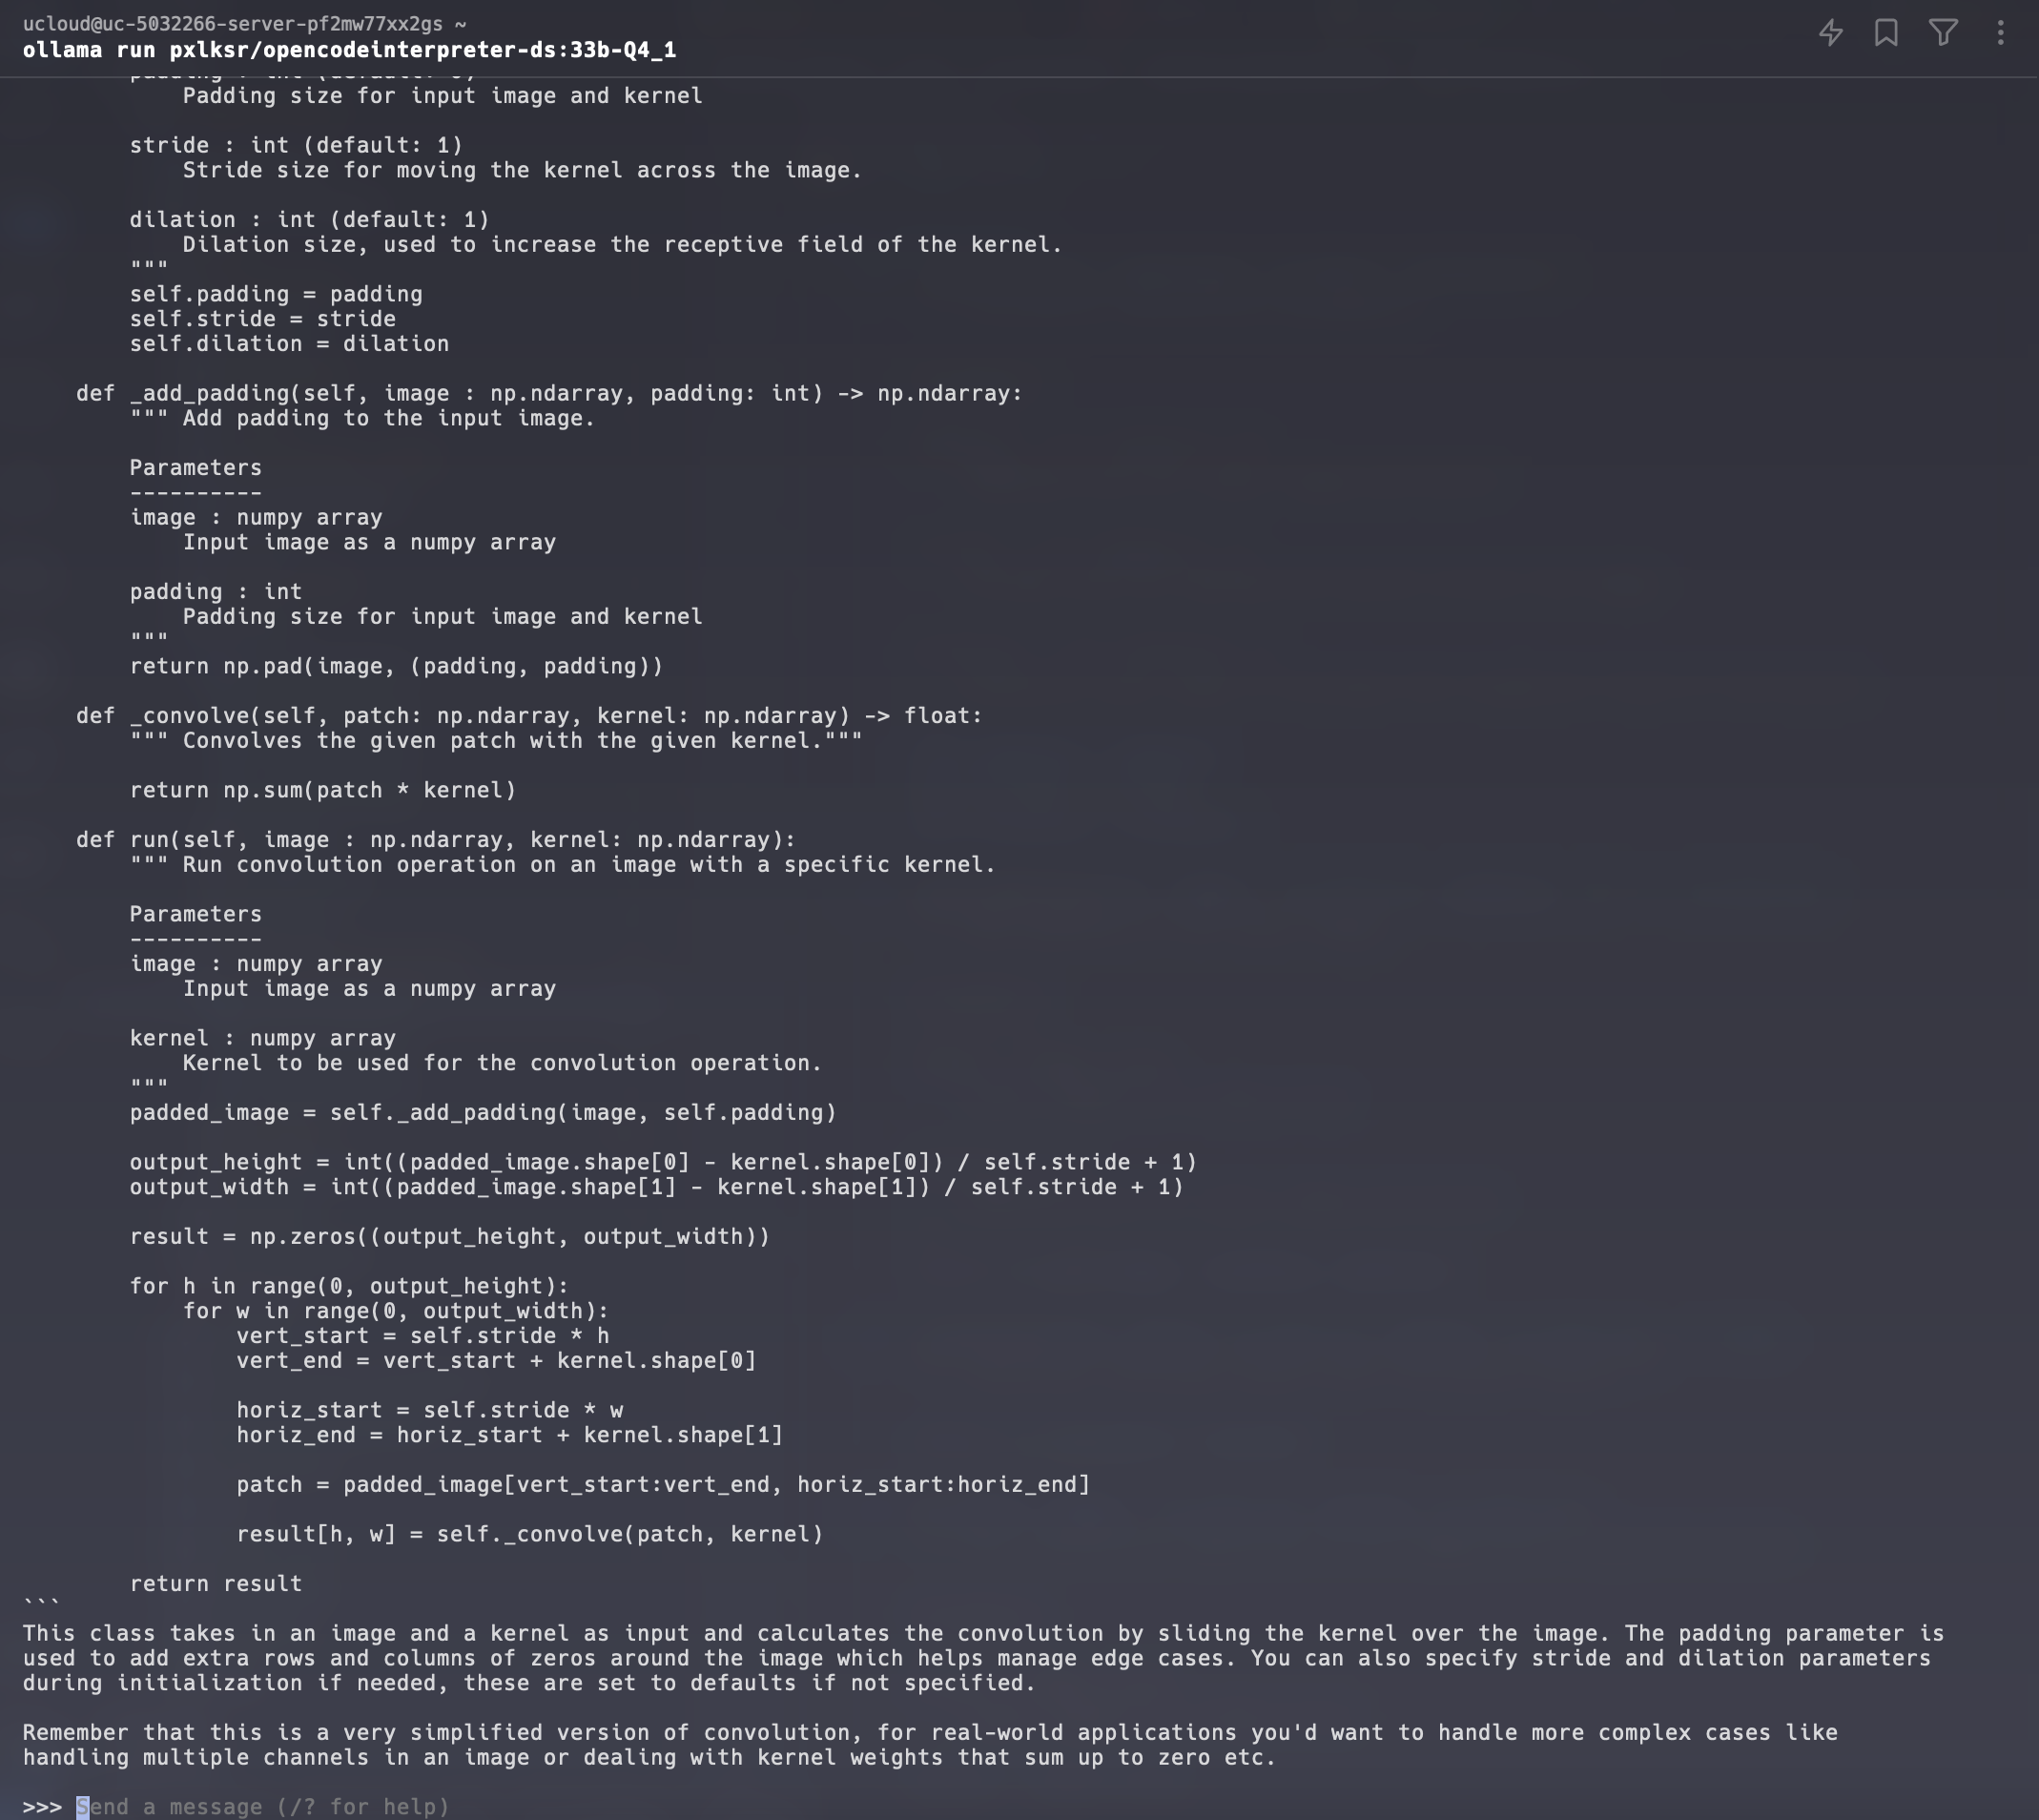 ucloud@uc-5032266-server-pf2mw77xx2gs ~
ollama run pxlksr/opencodeinterpreter-ds:33b-Q4_1
padding : int (default: 0)
Padding size for input image and kernel
stride : int (default: 1)
Stride size for moving the kernel across the image.
dilation : int (default: 1)
Dilation size, used to increase the receptive field of the kernel.
"""
self.padding = padding
self.stride = stride
self.dilation = dilation
def _add_padding(self, image : np.ndarray, padding: int) -> np.ndarray:
""" Add padding to the input image.
Parameters
----------
image : numpy array
Input image as a numpy array
padding : int
Padding size for input image and kernel
"""
return np.pad(image, (padding, padding))
def _convolve(self, patch: np.ndarray, kernel: np.ndarray) -> float:
""" Convolves the given patch with the given kernel."""
return np.sum(patch * kernel)
def run(self, image : np.ndarray, kernel: np.ndarray):
""" Run convolution operation on an image with a specific kernel.
Parameters
----------
image : numpy array
Input image as a numpy array
kernel : numpy array
Kernel to be used for the convolution operation.
"""
padded_image = self._add_padding(image, self.padding)
output_height = int((padded_image.shape[0] - kernel.shape[0]) / self.stride + 1)
output_width = int((padded_image.shape[1] - kernel.shape[1]) / self.stride + 1)
result = np.zeros((output_height, output_width))
for h in range(0, output_height):
for w in range(0, output_width):
vert_start = self.stride * h
vert_end = vert_start + kernel.shape[0]
horiz_start = self.stride * w
horiz_end = horiz_start + kernel.shape[1]
patch = padded_image[vert_start:vert_end, horiz_start:horiz_end]
result[h, w] = self._convolve(patch, kernel)
return result
```
This class takes in an image and a kernel as input and calculates the convolution by sliding the kernel over the image. The padding parameter is
used to add extra rows and columns of zeros around the image which helps manage edge cases. You can also specify stride and dilation parameters
during initialization if needed, these are set to defaults if not specified.
Remember that this is a very simplified version of convolution, for real-world applications you'd want to handle more complex cases like
handling multiple channels in an image or dealing with kernel weights that sum up to zero etc.
>>> Send a message (/? for help)